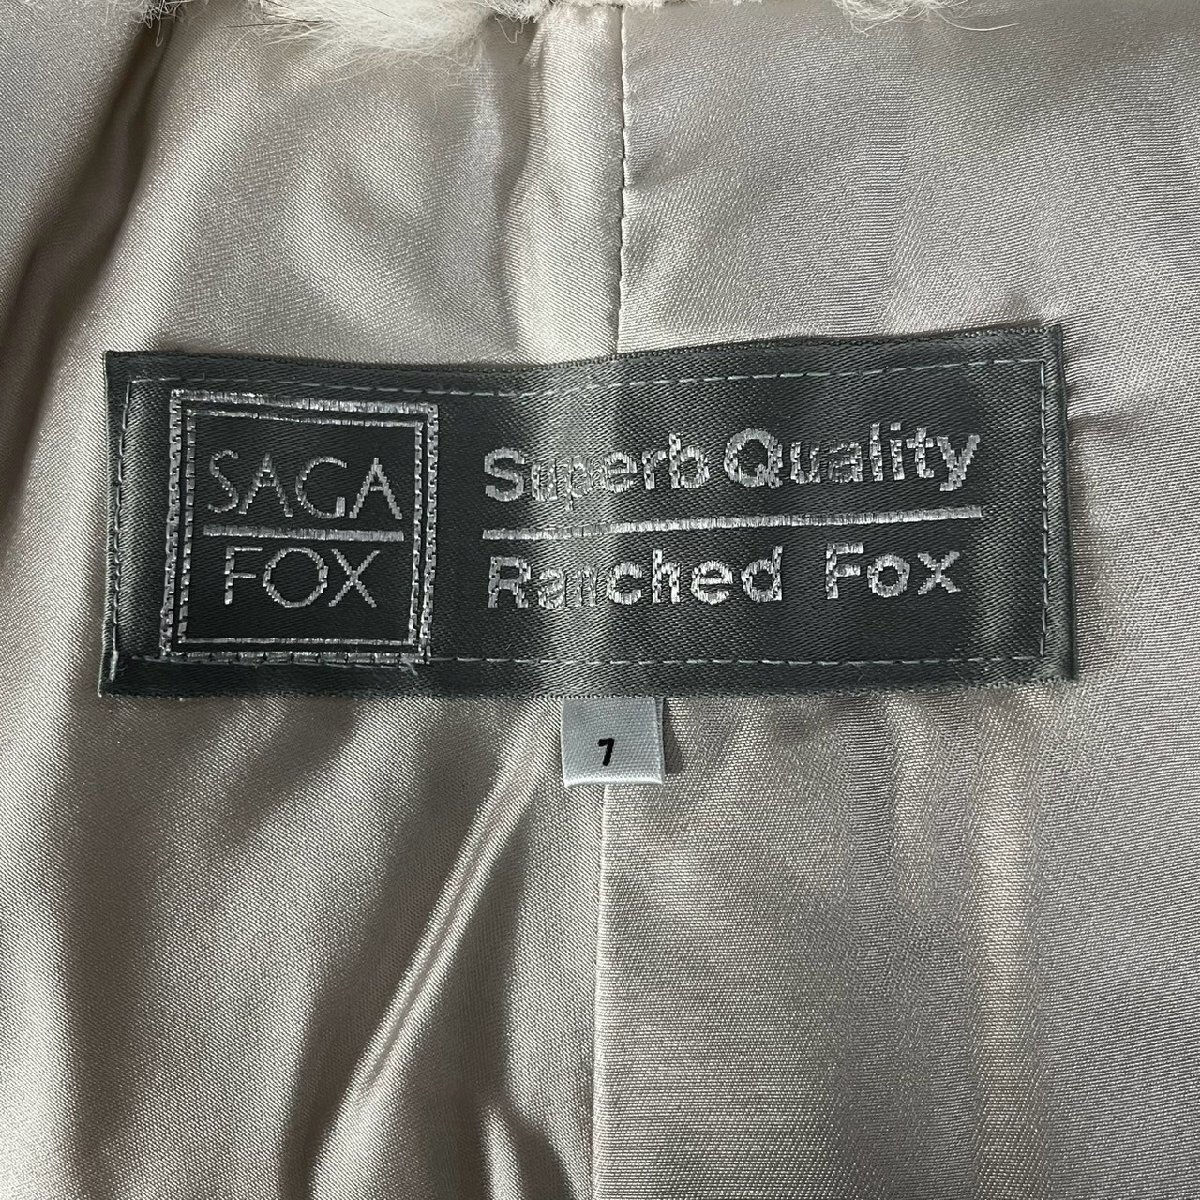 SAGA
FOX
Superb Quality
Ranched Fox
7